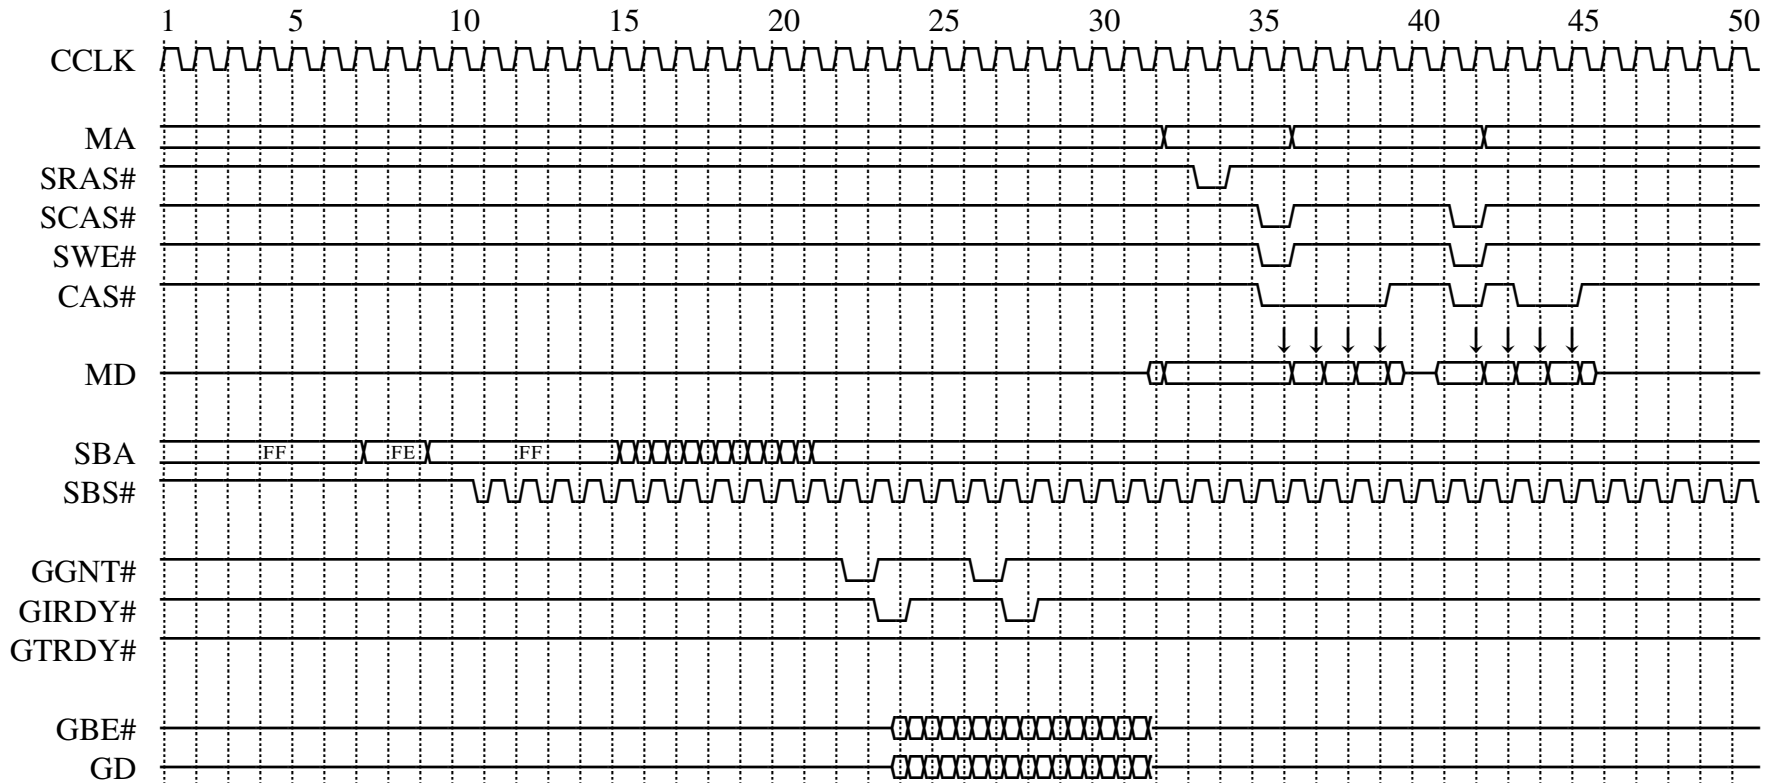 1 5 10 15 20 25 30 35 40 45 50
CCLK
MA
SRAS#
SCAS#
SWE#
CAS#
MD
SBA FF FE FF
SBS#
GGNT#
GIRDY#
GTRDY#
GBE#
GD